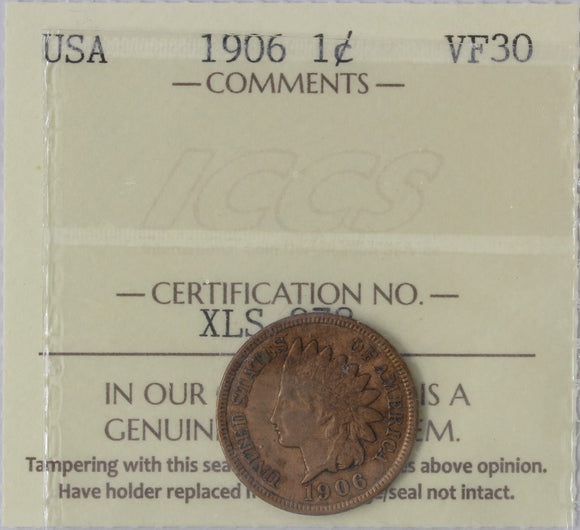 USA 1906 1¢ VF30
COMMENTS
ICCS
CERTIFICATION NO.
XLS
UNITED STATES OF AMERICA
1906
IN OUR IS A
GENUIN EM.
Tampering with this sea s above opinion.
Have holder replaced /seal not intact.